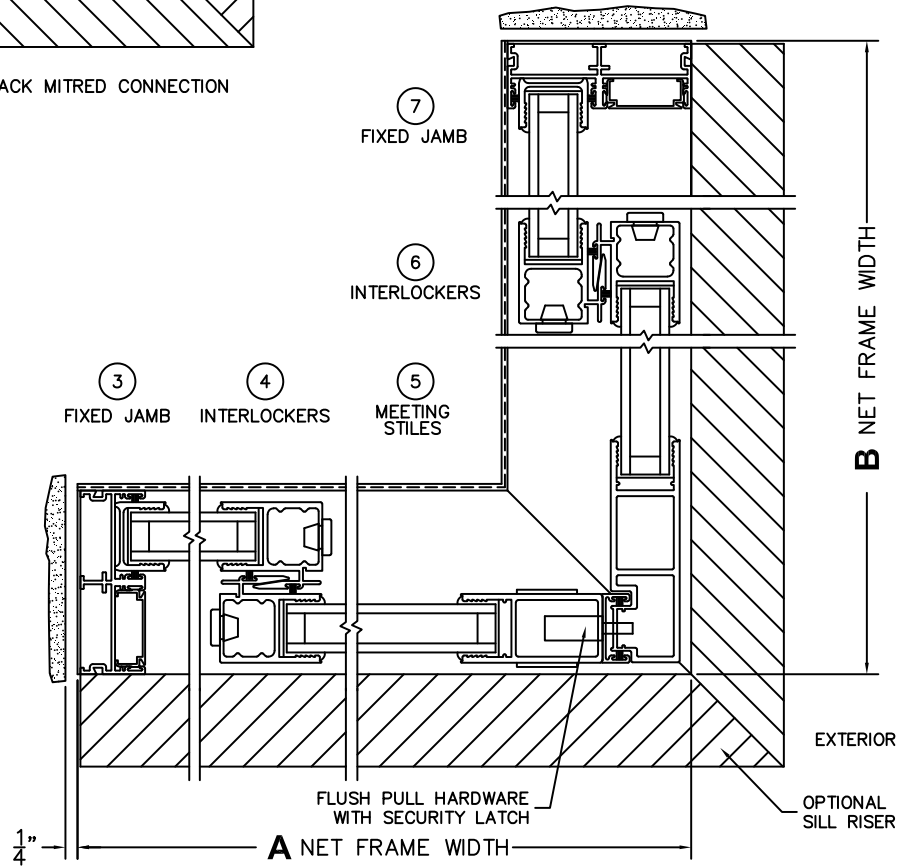 MITRED CONNECTION
7
FIXED JAMB
6
INTERLOCKERS
3
FIXED JAMB
4
INTERLOCKERS
5
MEETING
STILES
B NET FRAME WIDTH
EXTERIOR
FLUSH PULL HARDWARE
WITH SECURITY LATCH
OPTIONAL
SILL RISER
1/4"
A NET FRAME WIDTH